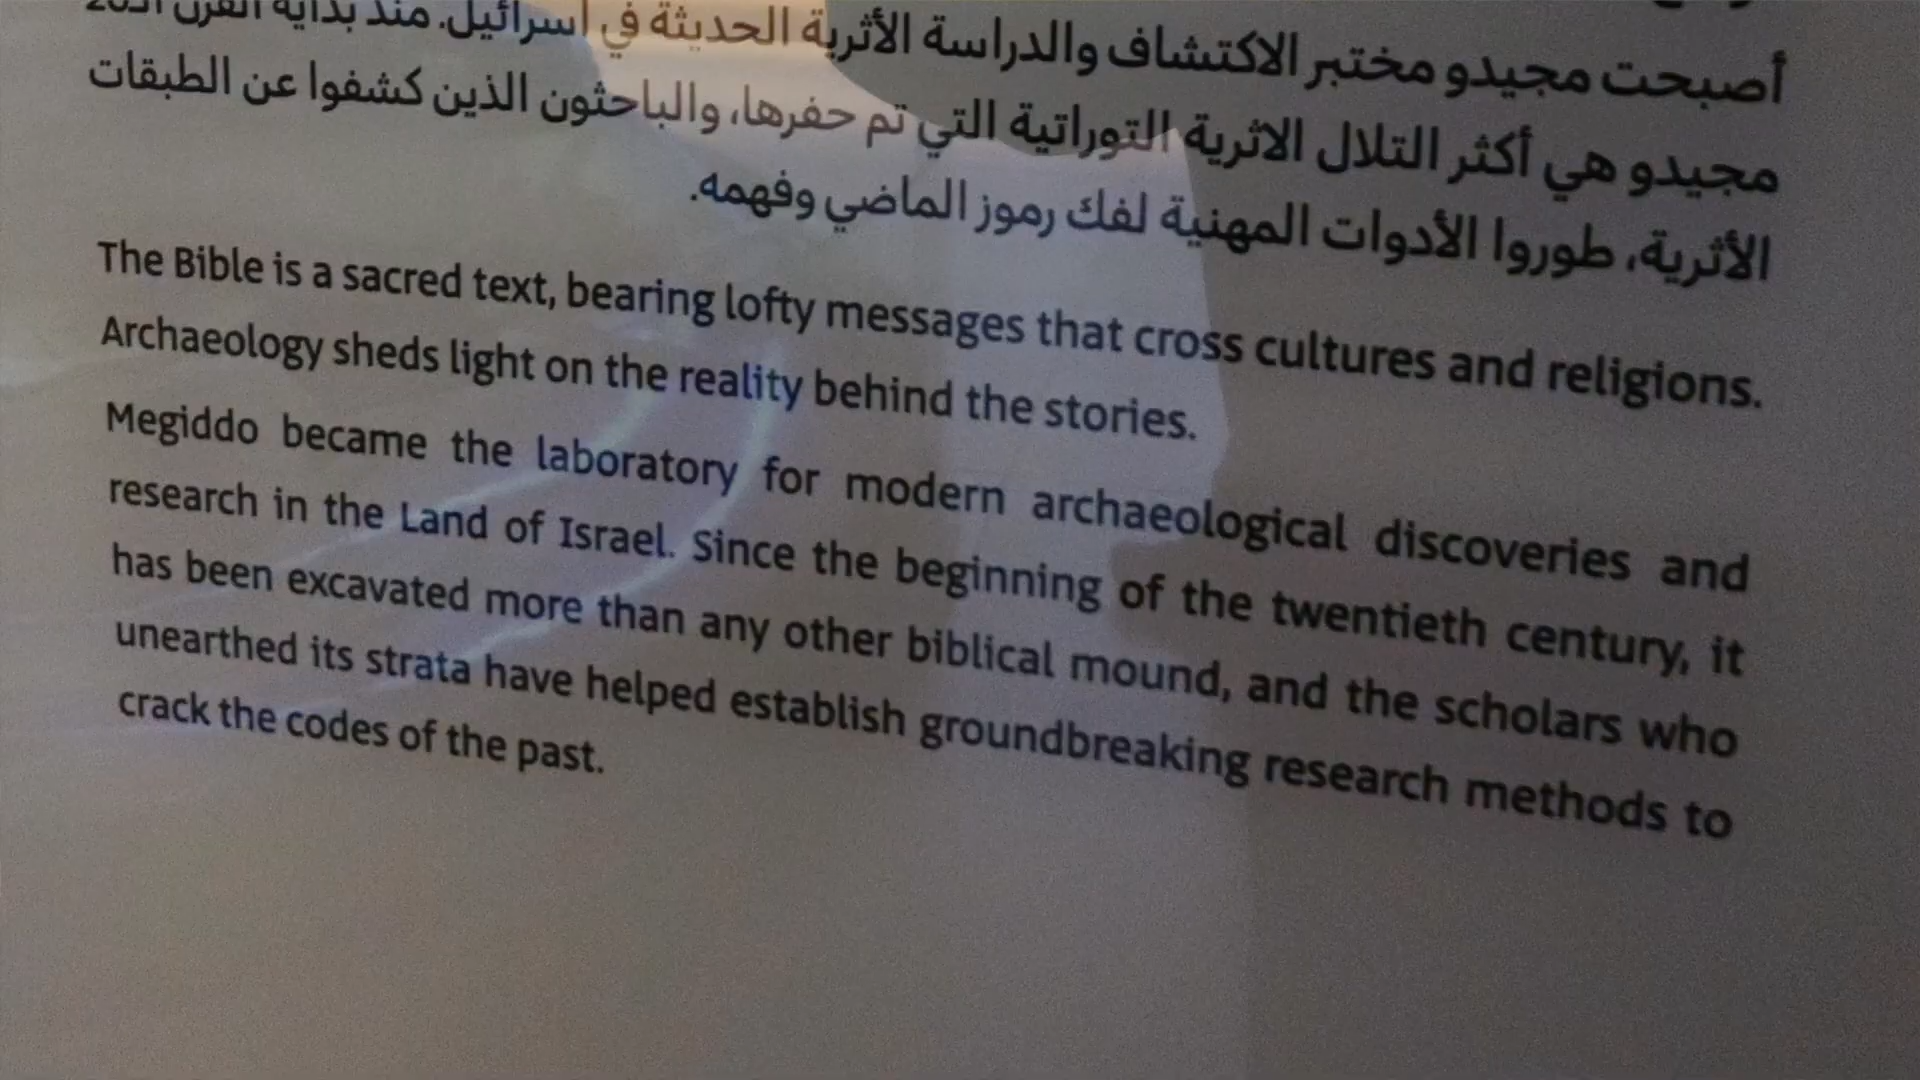 أصبحت مجيدو مختبر الاكتشاف والدراسة الأثرية الحديثة في اسرائيل. منذ بداية القرن الـ20
مجيدو هي أكثر التلال الاثرية التوراتية التي تم حفرها، والباحثون الذين كشفوا عن الطبقات
الأثرية، طوروا الأدوات المهنية لفك رموز الماضي وفهمه.
The Bible is a sacred text, bearing lofty messages that cross cultures and religions.
Archaeology sheds light on the reality behind the stories.
Megiddo became the laboratory for modern archaeological discoveries and
research in the Land of Israel. Since the beginning of the twentieth century, it
has been excavated more than any other biblical mound, and the scholars who
unearthed its strata have helped establish groundbreaking research methods to
crack the codes of the past.